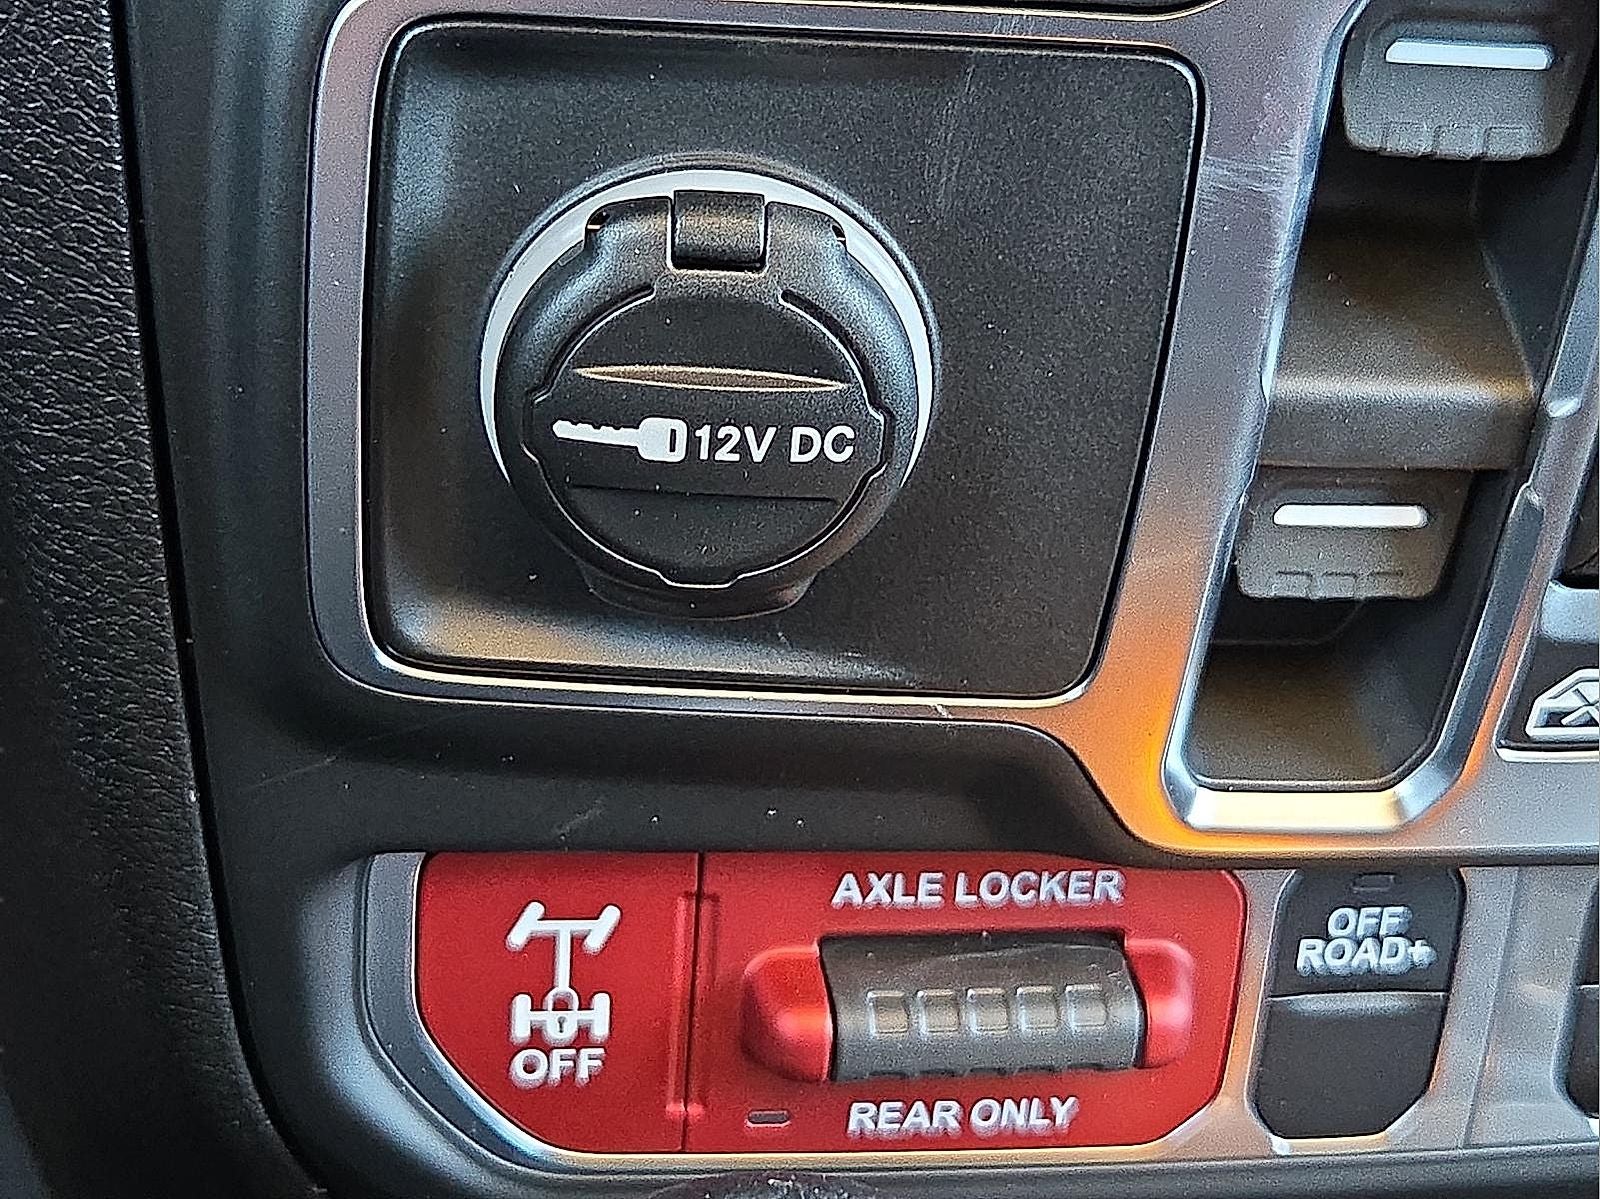 12V DC
AXLE LOCKER
OFF
ROAD+
OFF
REAR ONLY